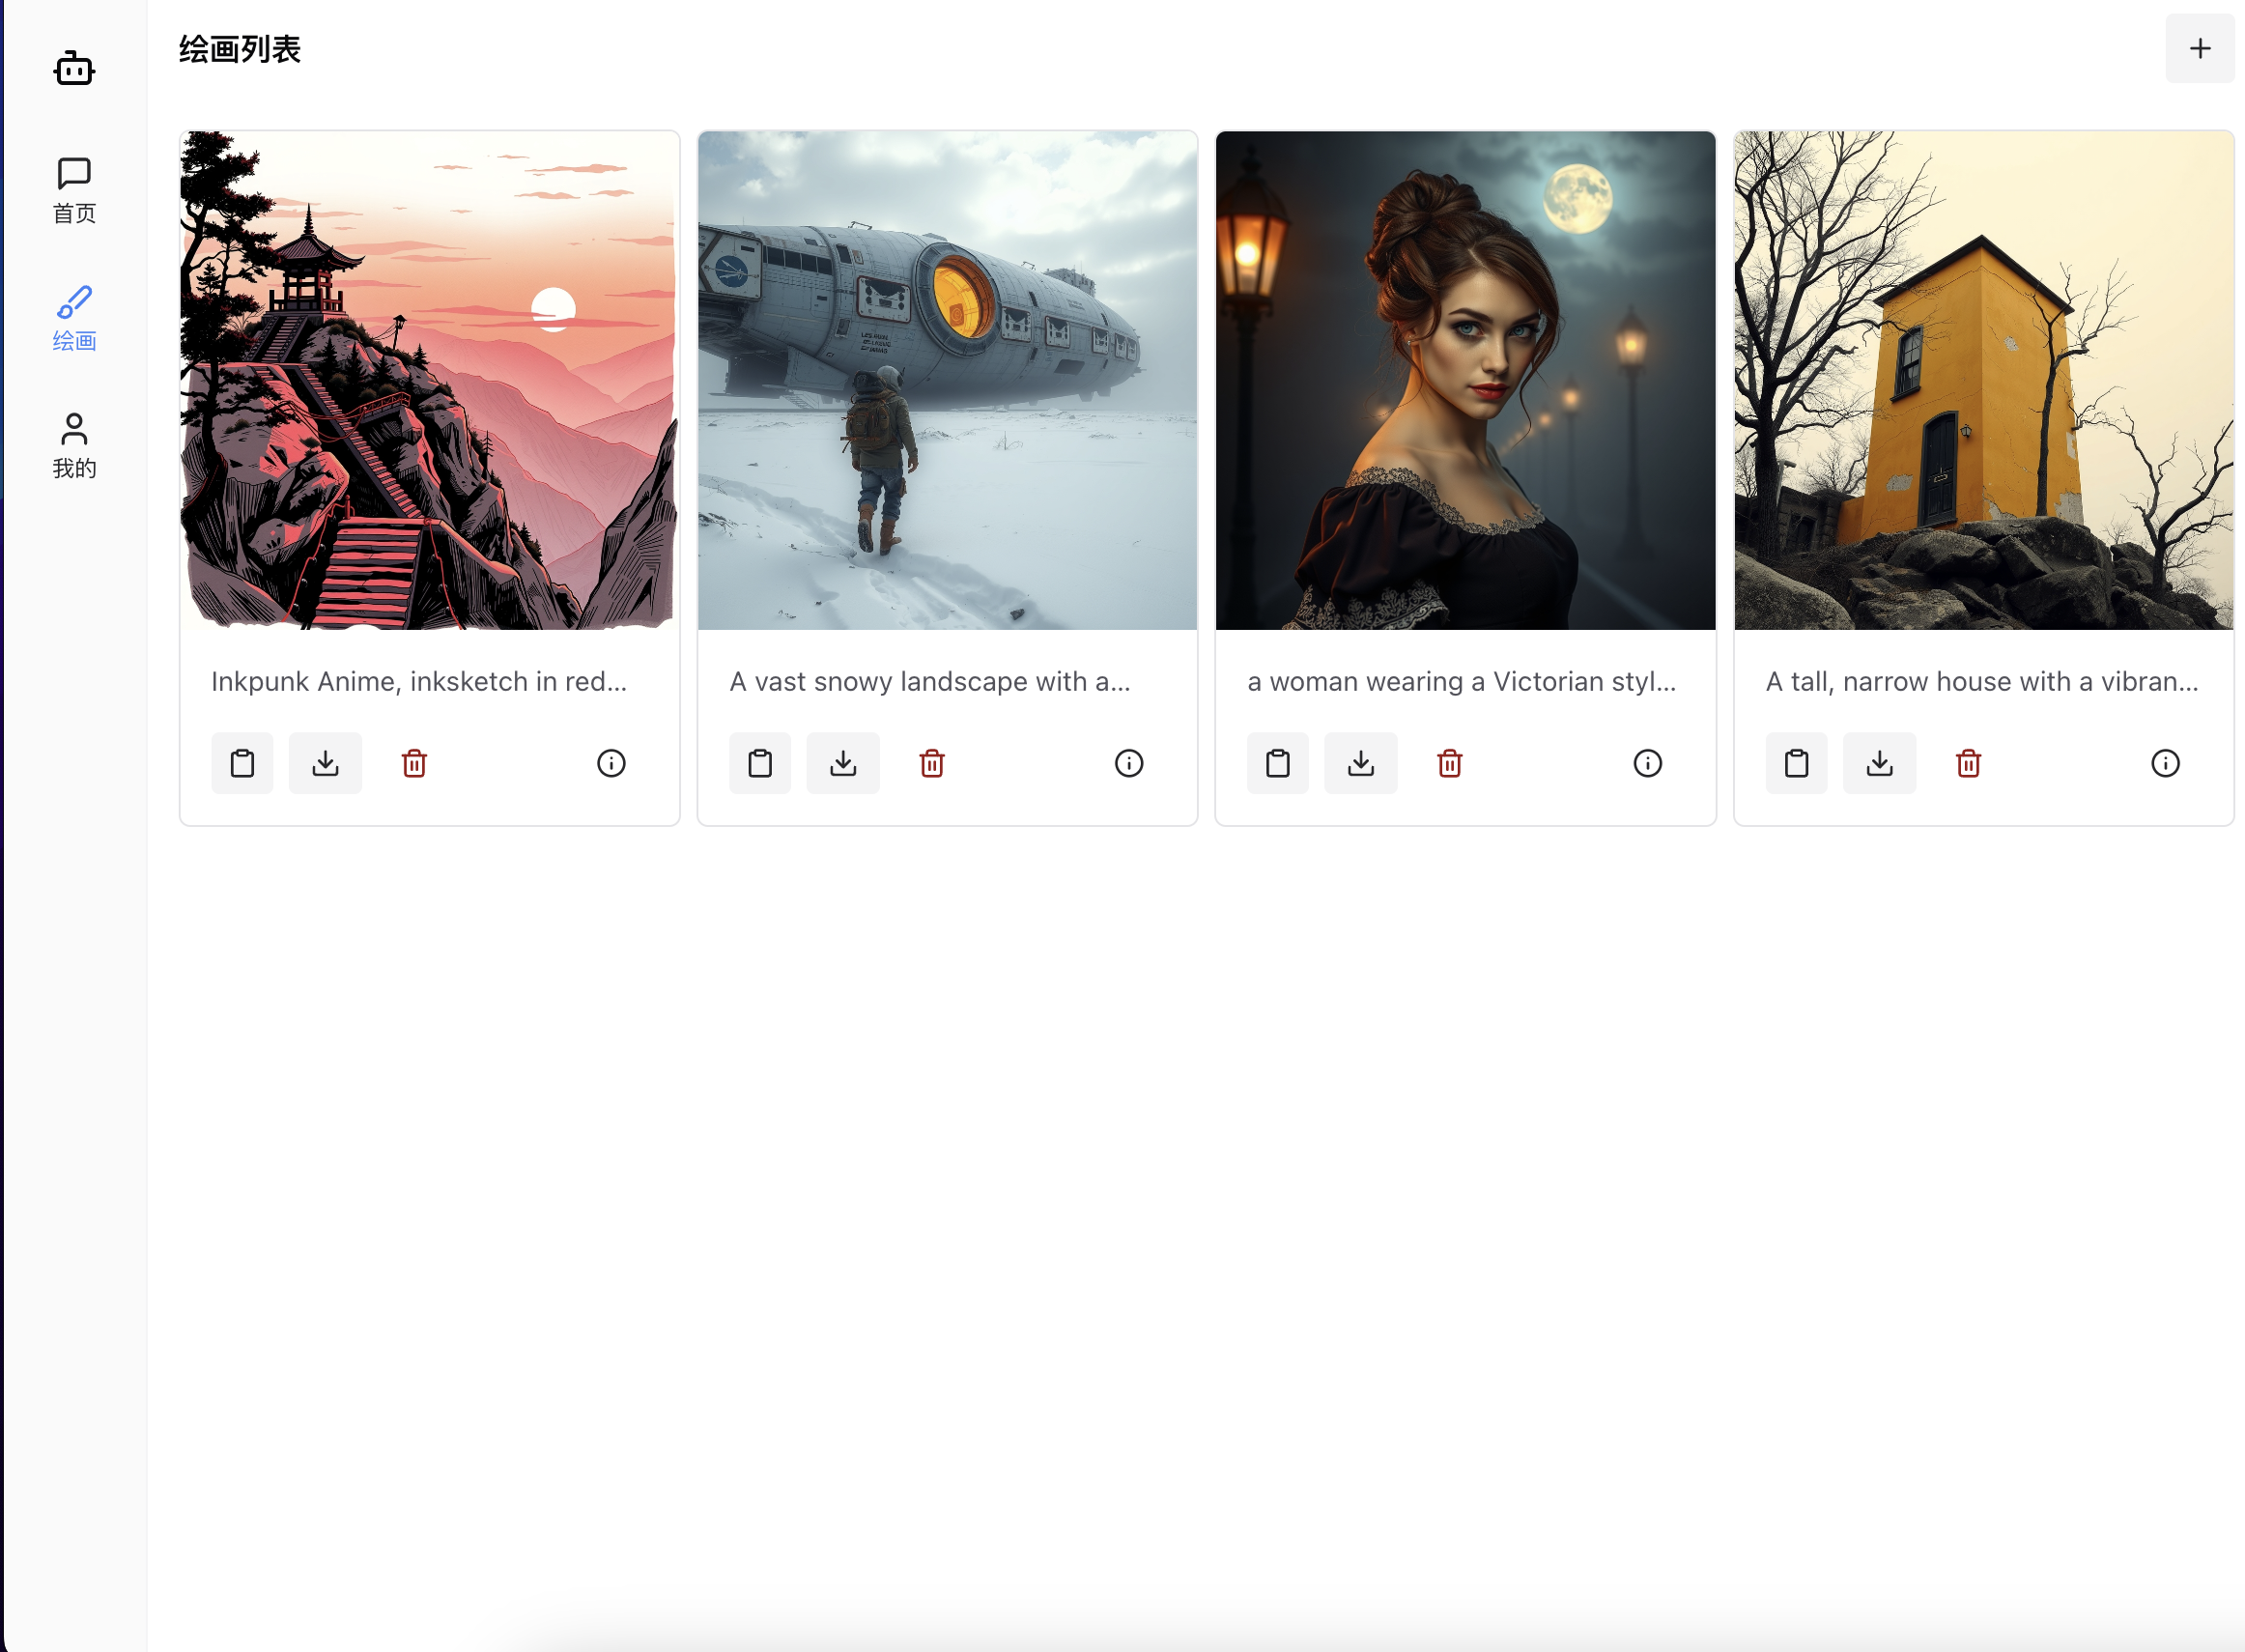 绘画列表
首页
绘画
我的
Inkpunk Anime, inksketch in red...
A vast snowy landscape with a...
a woman wearing a Victorian styl...
A tall, narrow house with a vibran...